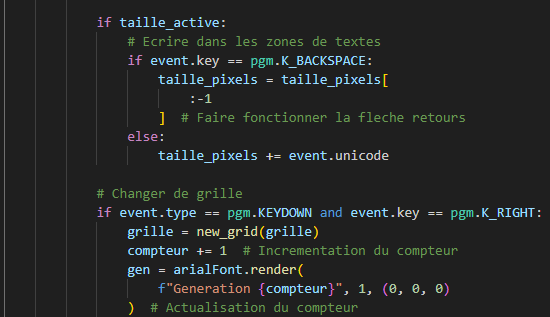 if taille_active:
# Ecrire dans les zones de textes
if event.key == pgm.K_BACKSPACE:
taille_pixels = taille_pixels[
:-1
]  # Faire fonctionner la fleche retours
else:
taille_pixels += event.unicode
# Changer de grille
if event.type == pgm.KEYDOWN and event.key == pgm.K_RIGHT:
grille = new_grid(grille)
compteur += 1  # Incrementation du compteur
gen = arialFont.render(
f"Generation {compteur}", 1, (0, 0, 0)
)  # Actualisation du compteur